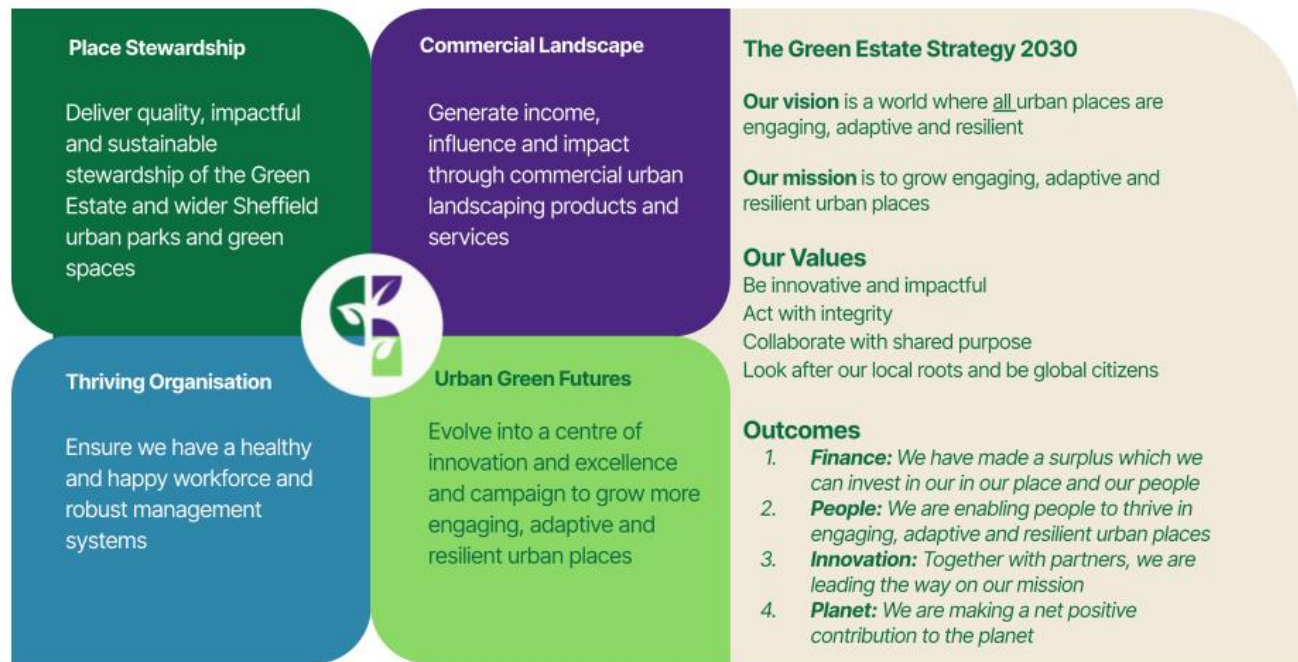 Place Stewardship
Deliver quality, impactful
and sustainable
stewardship of the Green
Estate and wider Sheffield
urban parks and green
spaces
Commercial Landscape
Generate income,
influence and impact
through commercial urban
landscaping products and
services
Thriving Organisation
Ensure we have a healthy
and happy workforce and
robust management
systems
Urban Green Futures
Evolve into a centre of
innovation and excellence
and campaign to grow more
engaging, adaptive and
resilient urban places
The Green Estate Strategy 2030
Our vision is a world where all urban places are
engaging, adaptive and resilient
Our mission is to grow engaging, adaptive and
resilient urban places
Our Values
Be innovative and impactful
Act with integrity
Collaborate with shared purpose
Look after our local roots and be global citizens
Outcomes
1. Finance: We have made a surplus which we
can invest in our in our place and our people
2. People: We are enabling people to thrive in
engaging, adaptive and resilient urban places
3. Innovation: Together with partners, we are
leading the way on our mission
4. Planet: We are making a net positive
contribution to the planet